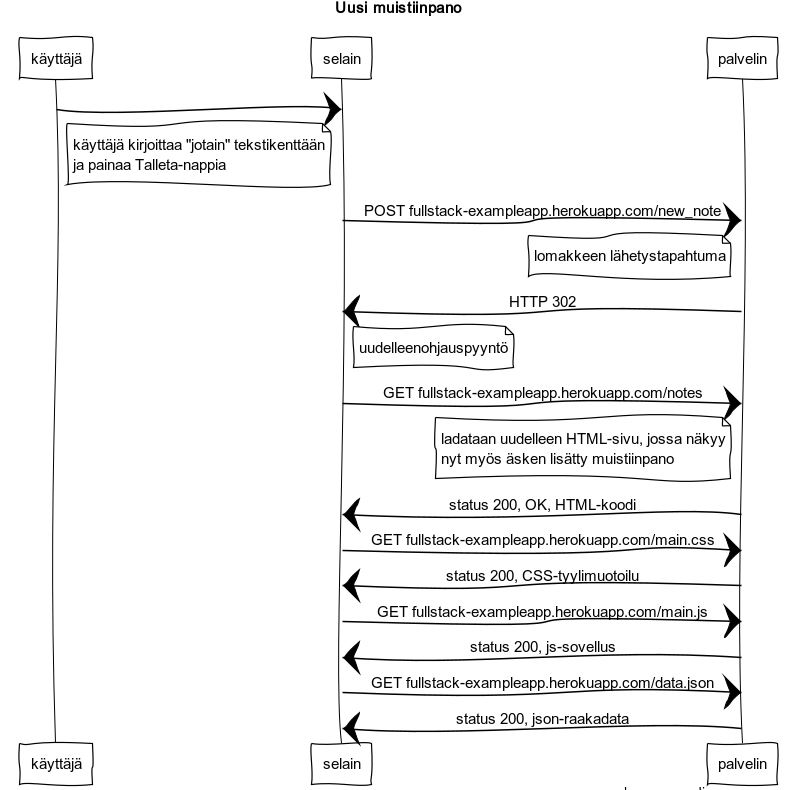 Uusi muistiinpano
käyttäjä
selain
palvelin
käyttäjä kirjoittaa "jotain" tekstikenttään
ja painaa Talleta-nappia
POST fullstack-exampleapp.herokuapp.com/new_note
lomakkeen lähetystapahtuma
HTTP 302
uudelleenohjauspyyntö
GET fullstack-exampleapp.herokuapp.com/notes
ladataan uudelleen HTML-sivu, jossa näkyy
nyt myös äsken lisätty muistiinpano
status 200, OK, HTML-koodi
GET fullstack-exampleapp.herokuapp.com/main.css
status 200, CSS-tyylimuotoilu
GET fullstack-exampleapp.herokuapp.com/main.js
status 200, js-sovellus
GET fullstack-exampleapp.herokuapp.com/data.json
status 200, json-raakadata
käyttäjä
selain
palvelin